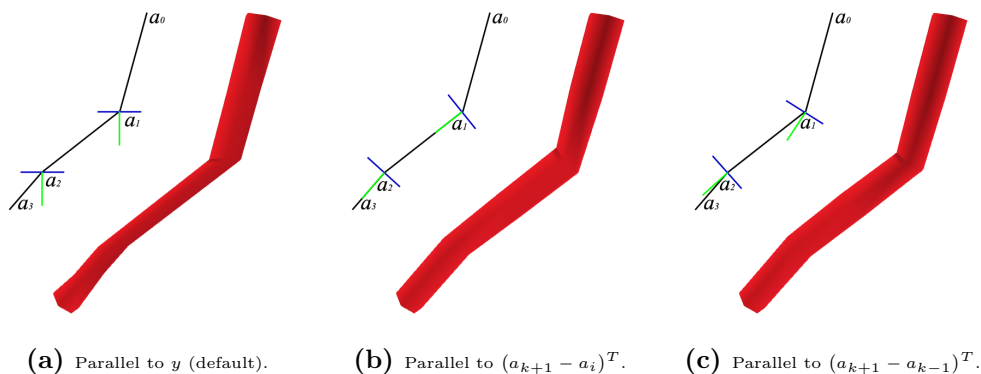 a₀
a₁
a₂
a₃
a₀
a₁
a₂
a₃
a₀
a₁
a₂
a₃
(a) Parallel to y (default).
(b) Parallel to (aₖ₊₁ − aᵢ)ᵀ.
(c) Parallel to (aₖ₊₁ − aₖ₋₁)ᵀ.